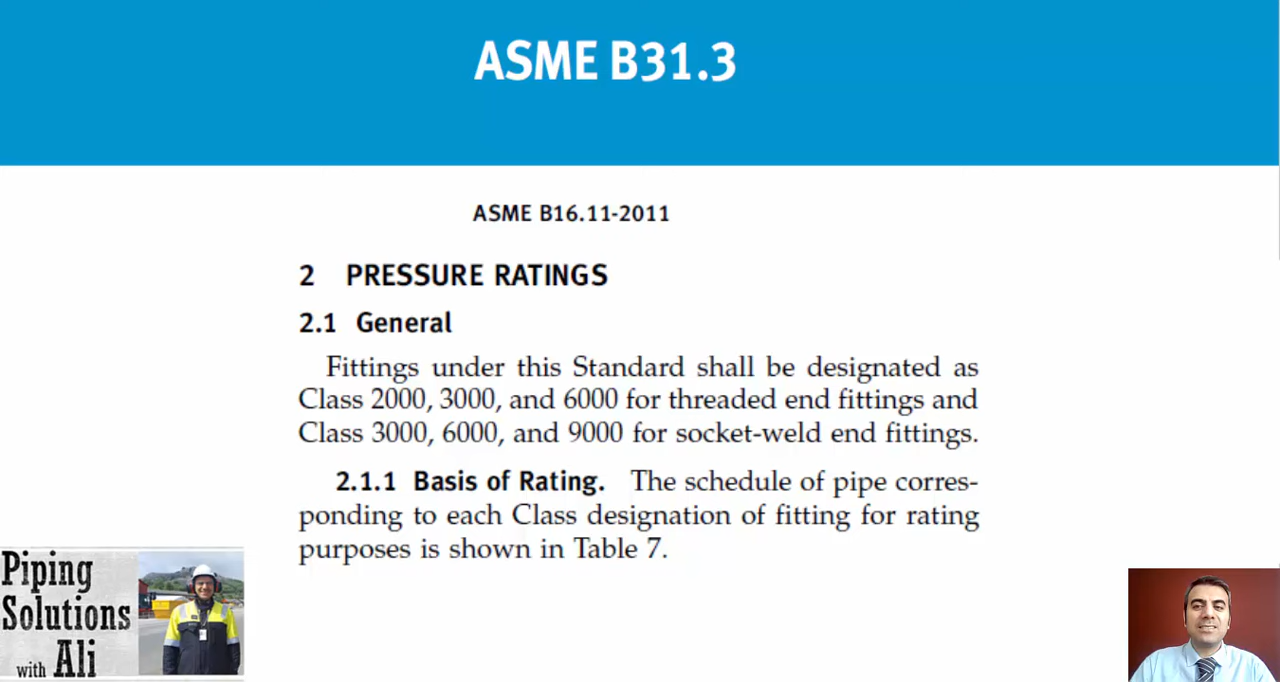 ASME B31.3
ASME B16.11-2011
2 PRESSURE RATINGS
2.1 General
Fittings under this Standard shall be designated as
Class 2000, 3000, and 6000 for threaded end fittings and
Class 3000, 6000, and 9000 for socket-weld end fittings.
2.1.1 Basis of Rating. The schedule of pipe corres-
ponding to each Class designation of fitting for rating
purposes is shown in Table 7.
Piping
Solutions
with Ali